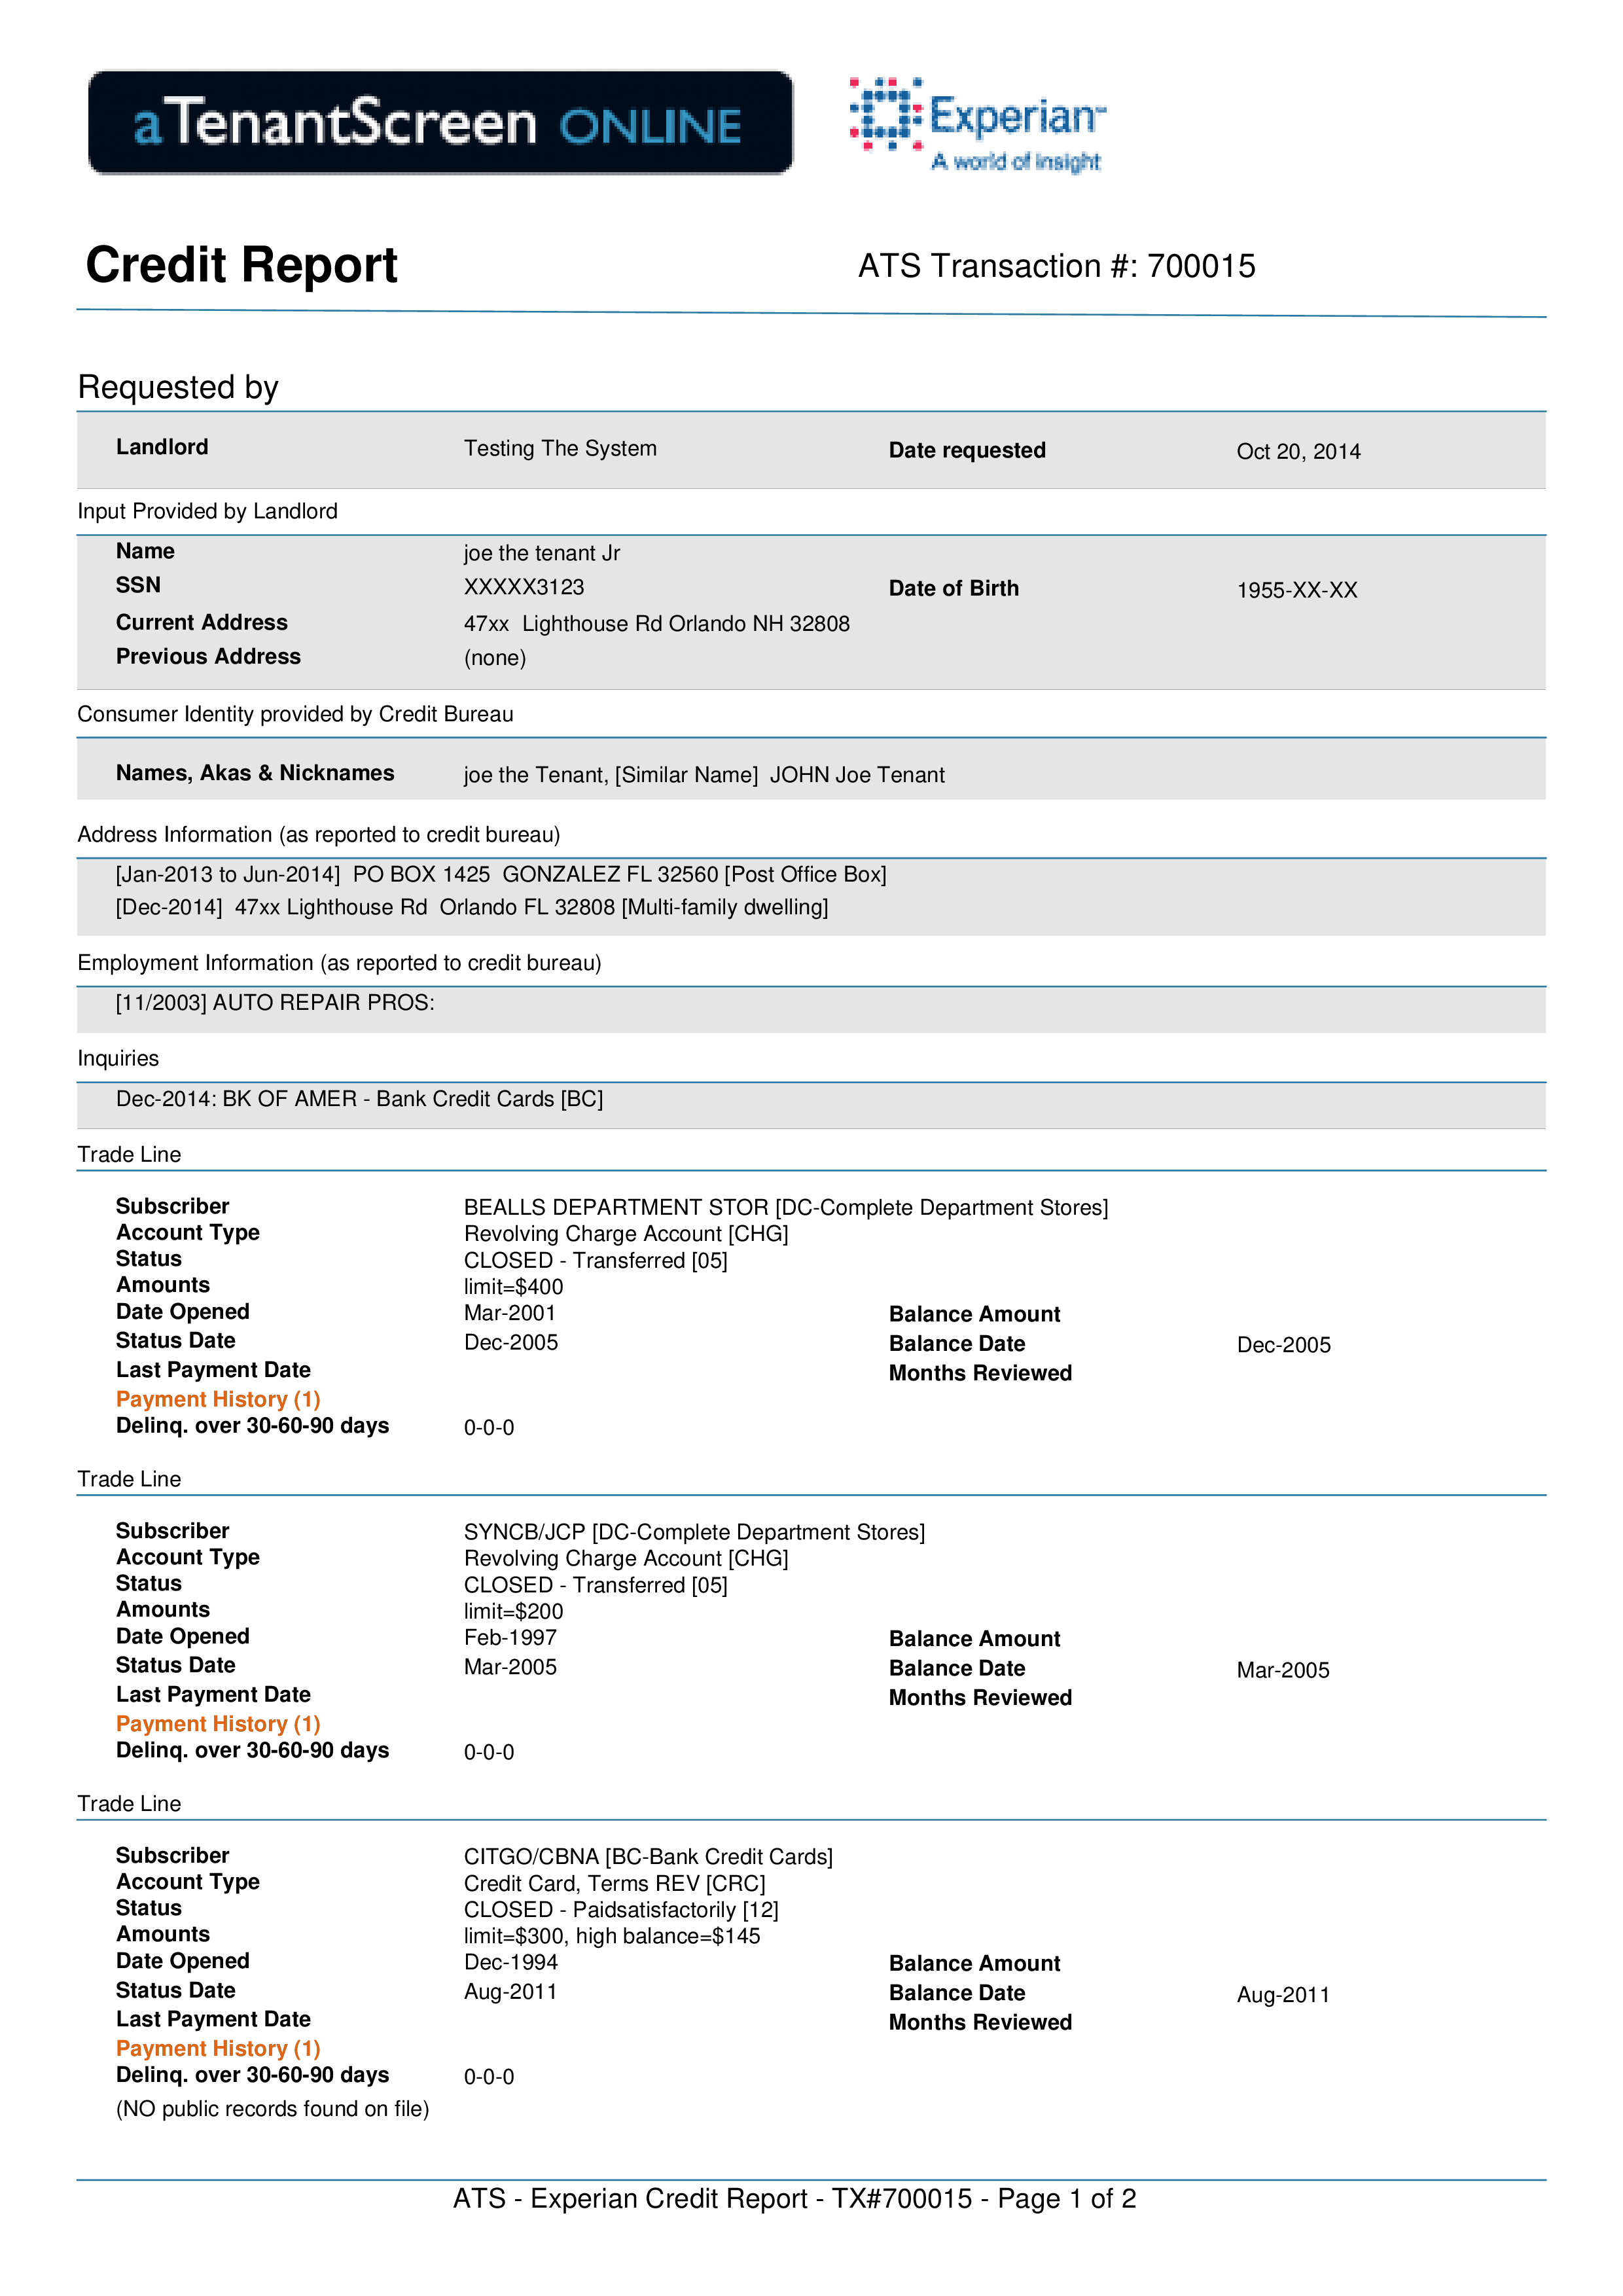 aTenantScreen ONLINE
Experian™
A world of insight
Credit Report ATS Transaction #: 700015
Requested by
Landlord Testing The System Date requested Oct 20, 2014
Input Provided by Landlord
Name joe the tenant Jr
SSN XXXXX3123 Date of Birth 1955-XX-XX
Current Address 47xx Lighthouse Rd Orlando NH 32808
Previous Address (none)
Consumer Identity provided by Credit Bureau
Names, Akas & Nicknames joe the Tenant, [Similar Name] JOHN Joe Tenant
Address Information (as reported to credit bureau)
[Jan-2013 to Jun-2014] PO BOX 1425 GONZALEZ FL 32560 [Post Office Box]
[Dec-2014] 47xx Lighthouse Rd Orlando FL 32808 [Multi-family dwelling]
Employment Information (as reported to credit bureau)
[11/2003] AUTO REPAIR PROS:
Inquiries
Dec-2014: BK OF AMER - Bank Credit Cards [BC]
Trade Line
Subscriber BEALLS DEPARTMENT STOR [DC-Complete Department Stores]
Account Type Revolving Charge Account [CHG]
Status CLOSED - Transferred [05]
Amounts limit=$400
Date Opened Mar-2001 Balance Amount
Status Date Dec-2005 Balance Date Dec-2005
Last Payment Date Months Reviewed
Payment History (1)
Delinq. over 30-60-90 days 0-0-0
Trade Line
Subscriber SYNCB/JCP [DC-Complete Department Stores]
Account Type Revolving Charge Account [CHG]
Status CLOSED - Transferred [05]
Amounts limit=$200
Date Opened Feb-1997 Balance Amount
Status Date Mar-2005 Balance Date Mar-2005
Last Payment Date Months Reviewed
Payment History (1)
Delinq. over 30-60-90 days 0-0-0
Trade Line
Subscriber CITGO/CBNA [BC-Bank Credit Cards]
Account Type Credit Card, Terms REV [CRC]
Status CLOSED - Paidsatisfactorily [12]
Amounts limit=$300, high balance=$145
Date Opened Dec-1994 Balance Amount
Status Date Aug-2011 Balance Date Aug-2011
Last Payment Date Months Reviewed
Payment History (1)
Delinq. over 30-60-90 days 0-0-0
(NO public records found on file)
ATS - Experian Credit Report - TX#700015 - Page 1 of 2